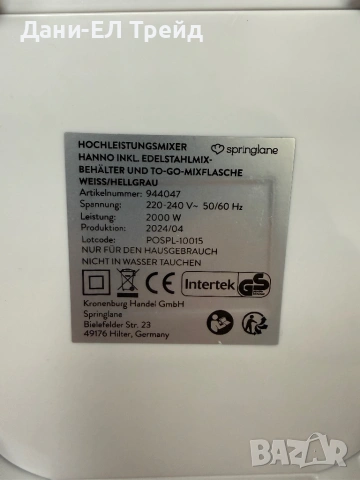 Дани-ЕЛ Трейд
springlane
HOCHLEISTUNGSMIXER
HANNO INKL. EDELSTAHLMIX-
BEHÄLTER UND TO-GO-MIXFLASCHE
WEISS/HELLGRAU
Artikelnummer: 944047
Spannung: 220-240 V~ 50/60 Hz
Leistung: 2000 W
Produktion: 2024/04
Lotcode: POSPL-10015
NUR FÜR DEN HAUSGEBRAUCH
NICHT IN WASSER TAUCHEN
CE Intertek GS
Kronenburg Handel GmbH
Springlane
Bielefelder Str. 23
49176 Hilter, Germany
BAZAR